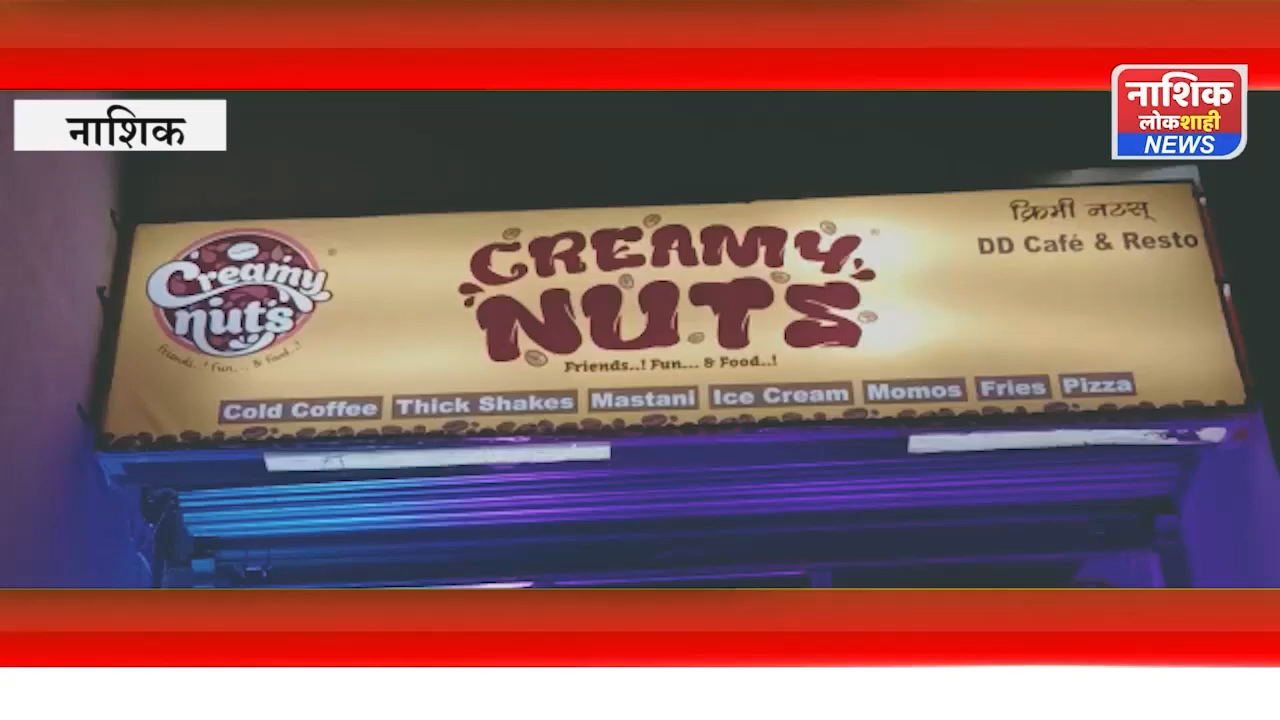 नाशिक
नाशिक
लोकशाही
NEWS
क्रिमी नटस्
DD Café & Resto
Creamy
nuts
Friends..! Fun... & Food..!
CREAMY
NUTS
Friends..! Fun... & Food..!
Cold Coffee Thick Shakes Mastani Ice Cream Momos Fries Pizza